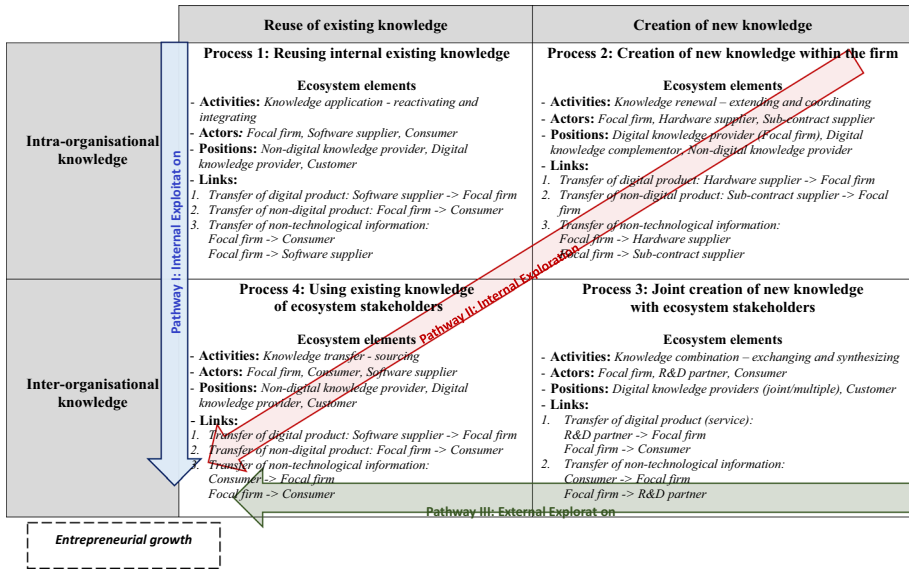 Reuse of existing knowledge
Creation of new knowledge
Intra-organisational
knowledge
Process 1: Reusing internal existing knowledge
Ecosystem elements
- Activities: Knowledge application - reactivating and
integrating
- Actors: Focal firm, Software supplier, Consumer
- Positions: Non-digital knowledge provider, Digital
knowledge provider, Customer
- Links:
1. Transfer of digital product: Software supplier -> Focal firm
2. Transfer of non-digital product: Focal firm -> Consumer
3. Transfer of non-technological information:
Focal firm -> Consumer
Focal firm -> Software supplier
Process 2: Creation of new knowledge within the firm
Ecosystem elements
- Activities: Knowledge renewal – extending and coordinating
- Actors: Focal firm, Hardware supplier, Sub-contract supplier
- Positions: Digital knowledge provider (Focal firm), Digital
knowledge complementor, Non-digital knowledge provider
- Links:
1. Transfer of digital product: Hardware supplier -> Focal firm
2. Transfer of non-digital product: Sub-contract supplier -> Focal
firm
3. Transfer of non-technological information:
Focal firm -> Hardware supplier
Focal firm -> Sub-contract supplier
Inter-organisational
knowledge
Process 4: Using existing knowledge
of ecosystem stakeholders
Ecosystem elements
- Activities: Knowledge transfer - sourcing
- Actors: Focal firm, Consumer, Software supplier
- Positions: Non-digital knowledge provider, Digital
knowledge provider, Customer
- Links:
1. Transfer of digital product: Software supplier -> Focal firm
2. Transfer of non-digital product: Focal firm -> Consumer
3. Transfer of non-technological information:
Consumer -> Focal firm
Focal firm -> Consumer
Process 3: Joint creation of new knowledge
with ecosystem stakeholders
Ecosystem elements
- Activities: Knowledge combination – exchanging and synthesizing
- Actors: Focal firm, R&D partner, Consumer
- Positions: Digital knowledge providers (joint/multiple), Customer
- Links:
1. Transfer of digital product (service):
R&D partner -> Focal firm
Focal firm -> Consumer
2. Transfer of non-technological information:
Consumer -> Focal firm
Focal firm -> R&D partner
Pathway I: Internal Exploitat on
Pathway II: Internal Exploration
Pathway III: External Explorat on
Entrepreneurial growth